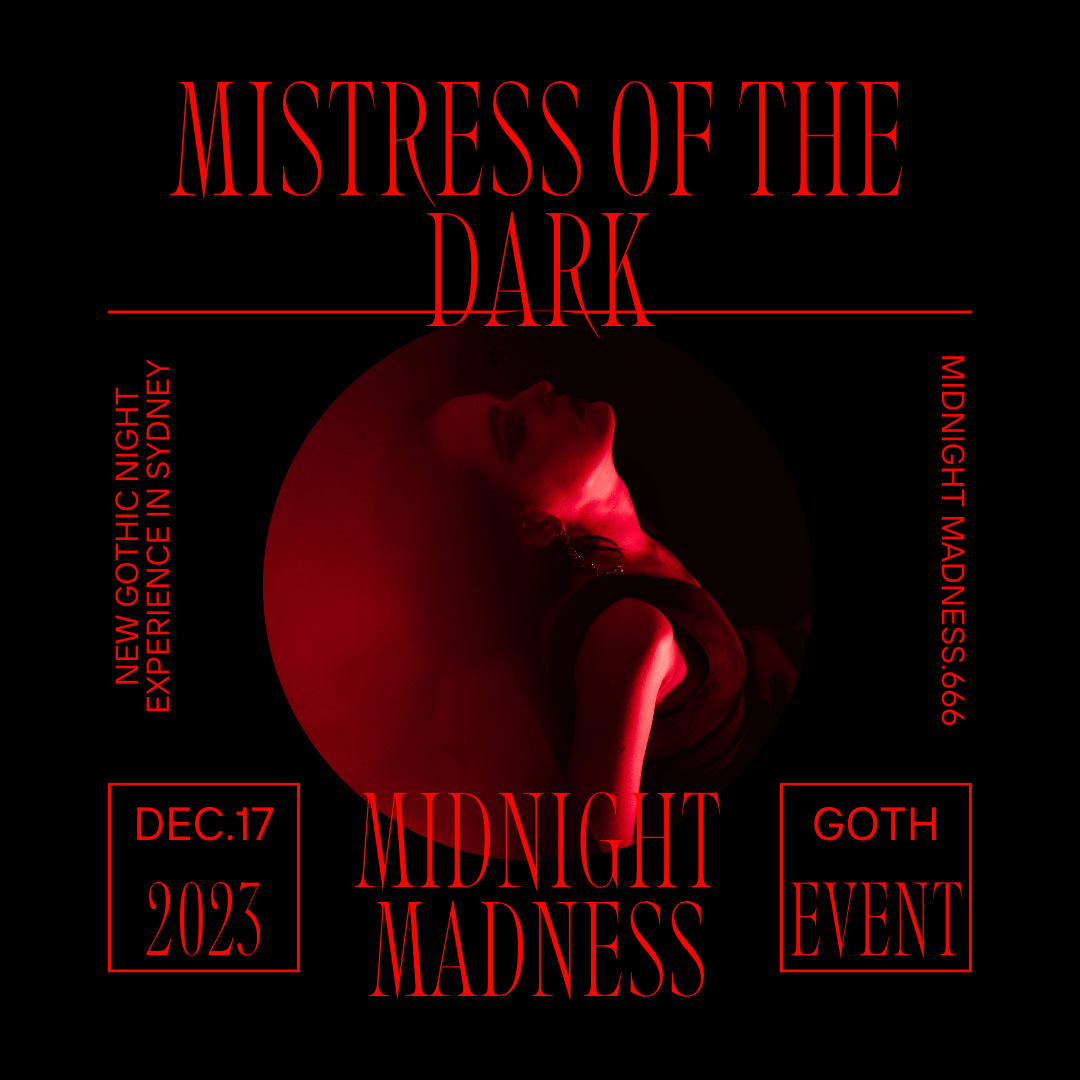 MISTRESS OF THE
DARK
NEW GOTHIC NIGHT
EXPERIENCE IN SYDNEY
MIDNIGHT MADNESS.666
DEC.17
2023
MIDNIGHT
MADNESS
GOTH
EVENT